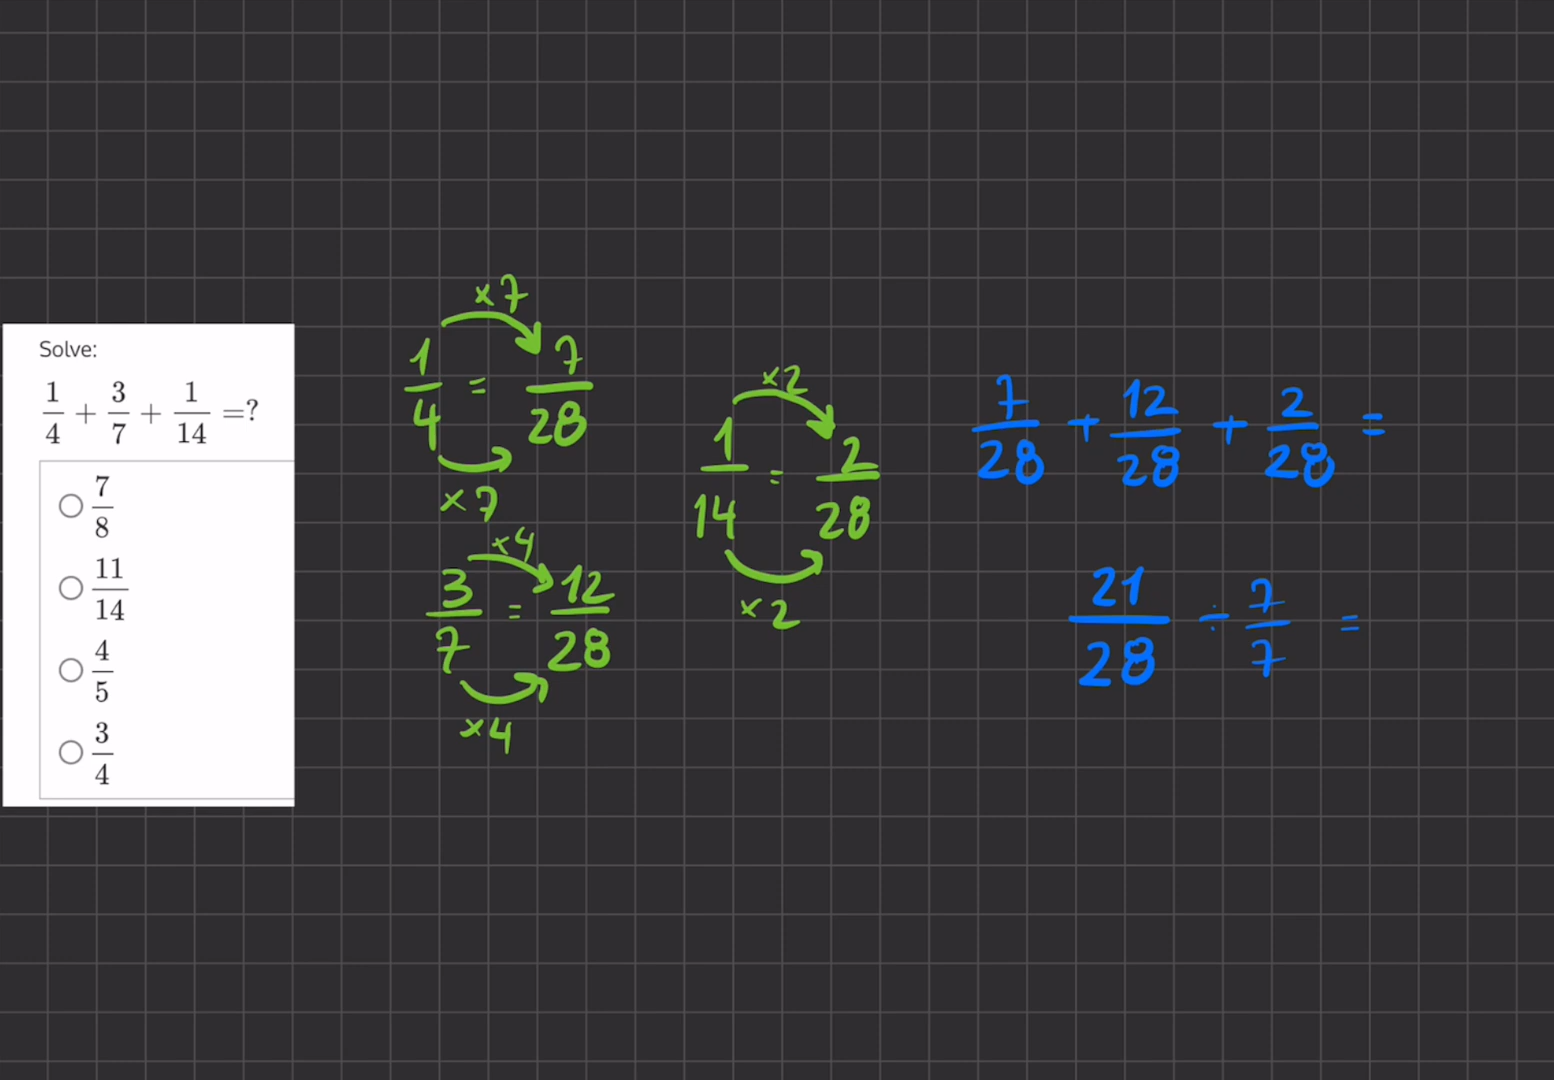 Solve:
1/4 + 3/7 + 1/14 =?
7/8
11/14
4/5
3/4
×7
1/4 = 7/28
×7
×4
3/7 = 12/28
×4
×2
1/14 = 2/28
×2
7/28 + 12/28 + 2/28 =
21/28 ÷ 7/7 =